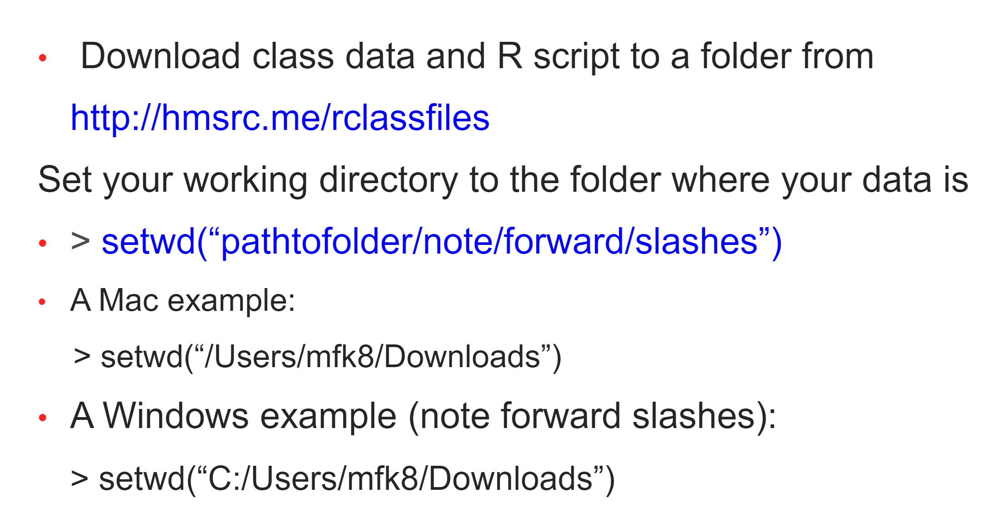 • Download class data and R script to a folder from
http://hmsrc.me/rclassfiles
Set your working directory to the folder where your data is
• > setwd(“pathtofolder/note/forward/slashes”)
• A Mac example:
> setwd(“/Users/mfk8/Downloads”)
• A Windows example (note forward slashes):
> setwd(“C:/Users/mfk8/Downloads”)